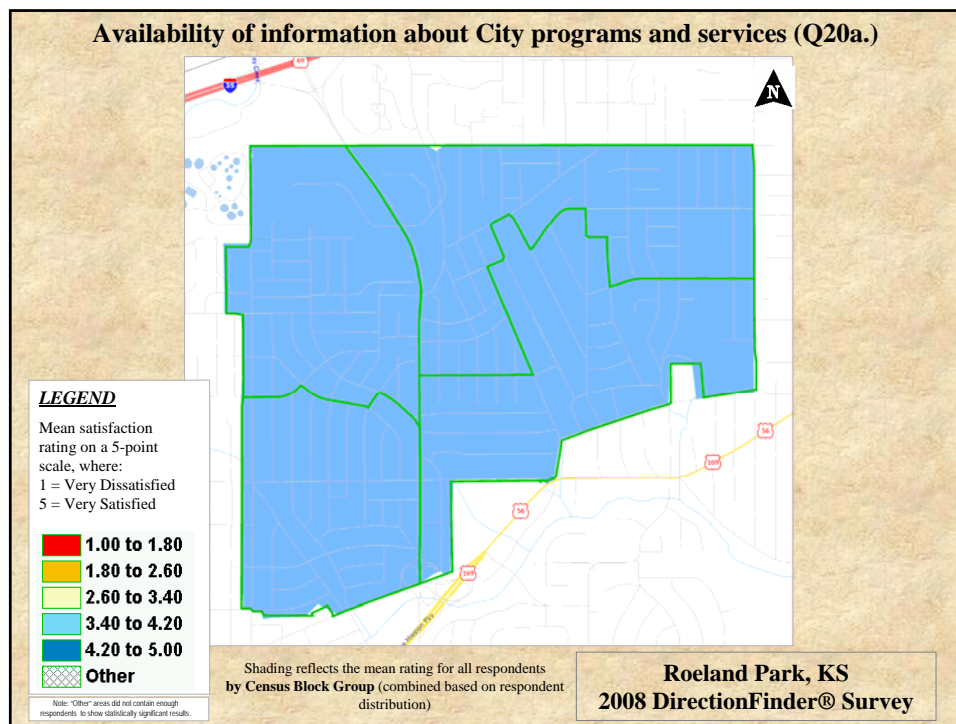 Availability of information about City programs and services (Q20a.)
69
35
N
56
169
56
169
LEGEND
Mean satisfaction
rating on a 5-point
scale, where:
1 = Very Dissatisfied
5 = Very Satisfied
1.00 to 1.80
1.80 to 2.60
2.60 to 3.40
3.40 to 4.20
4.20 to 5.00
Other
Note: "Other" areas did not contain enough
respondents to show statistically significant results.
Shading reflects the mean rating for all respondents
by Census Block Group (combined based on respondent
distribution)
Roeland Park, KS
2008 DirectionFinder® Survey